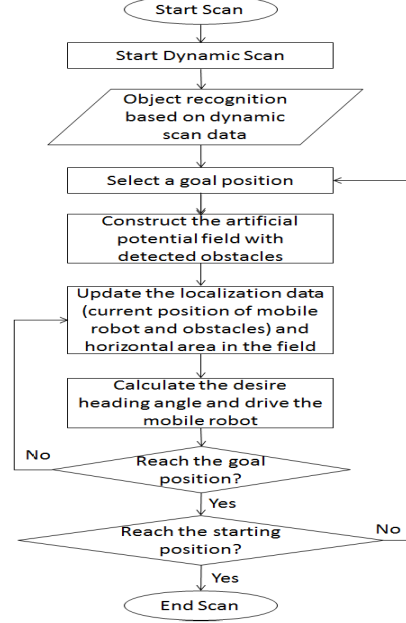 Start Scan
Start Dynamic Scan
Object recognition
based on dynamic
scan data
Select a goal position
Construct the artificial
potential field with
detected obstacles
Update the localization data
(current position of mobile
robot and obstacles) and
horizontal area in the field
Calculate the desire
heading angle and drive the
mobile robot
No
Reach the goal
position?
Yes
Reach the starting
position?
No
Yes
End Scan